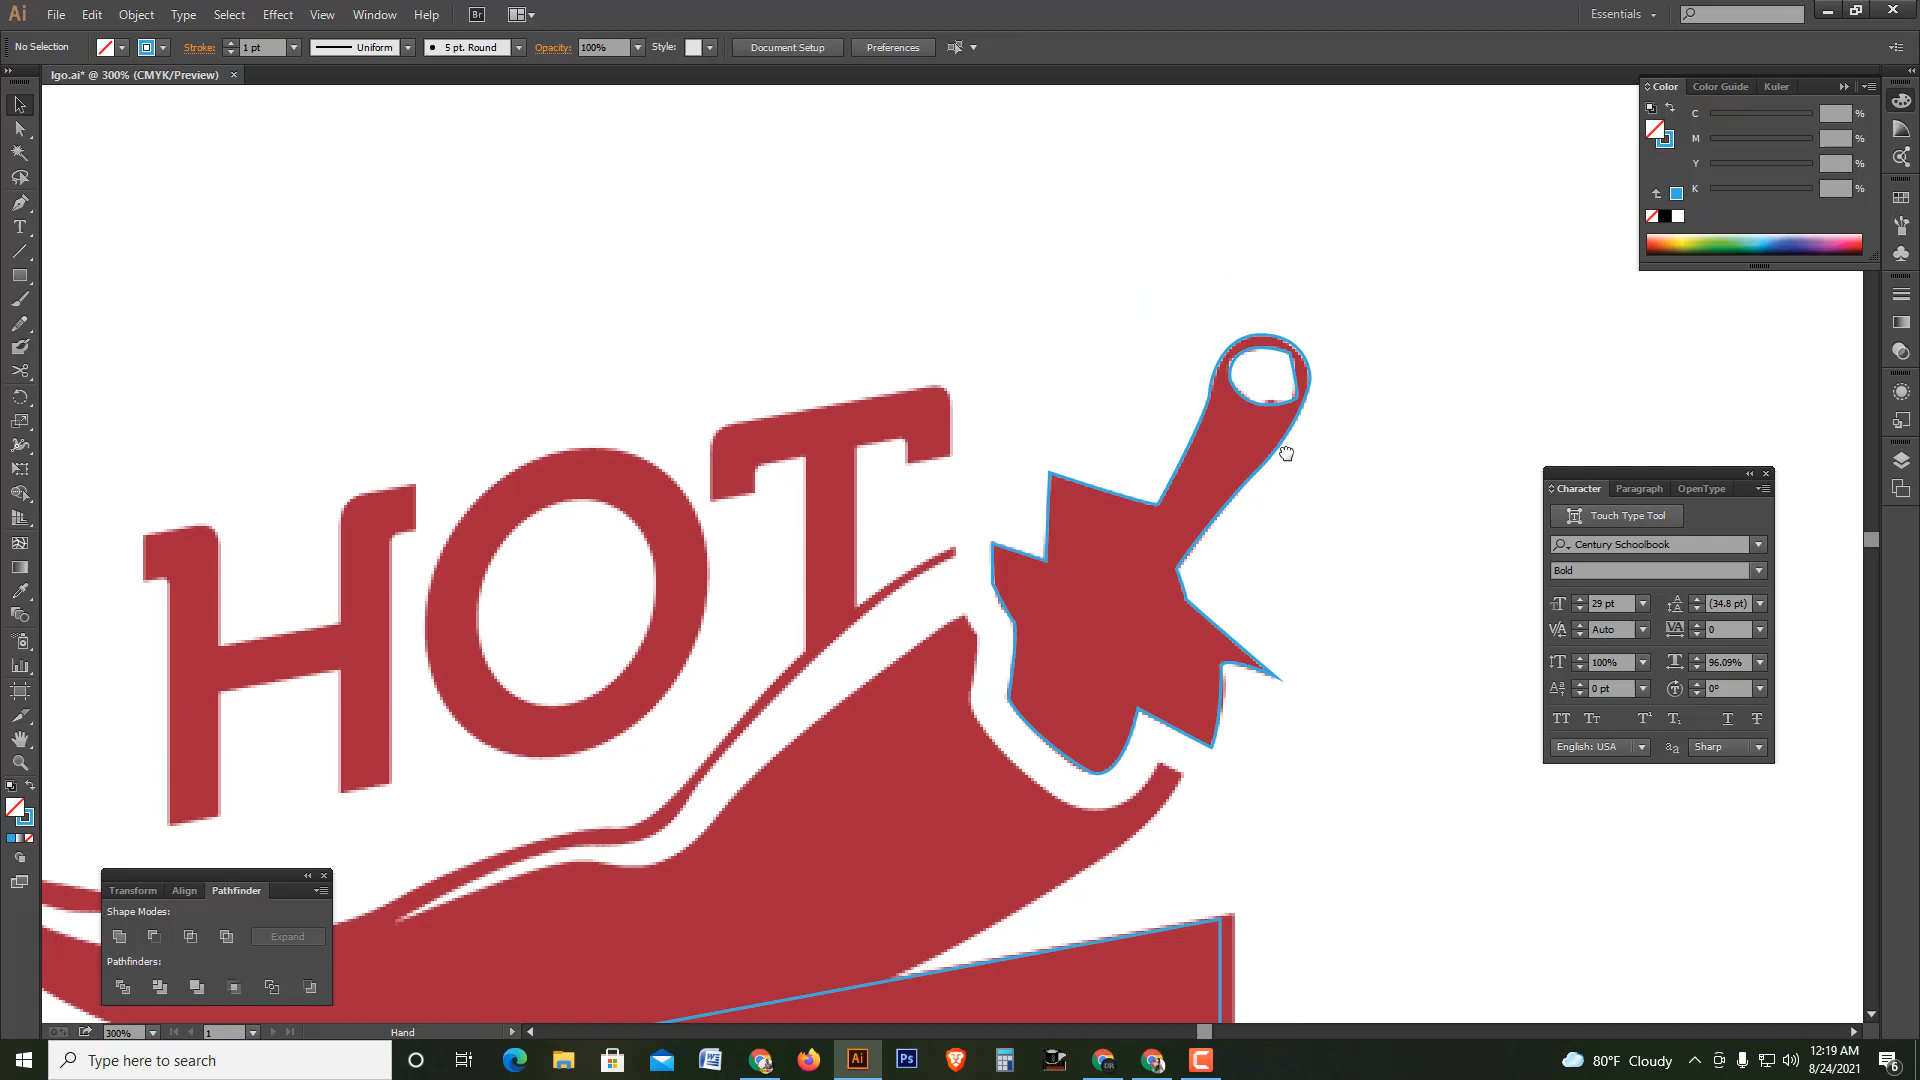 Ai File Edit Object Type Select Effect View Window Help Br Essentials
No Selection Stroke: 1 pt Uniform 5 pt. Round Opacity: 100% Style: Document Setup Preferences
lgo.ai* @ 300% (CMYK/Preview)
Color Color Guide Kuler
C %
M %
Y %
K %
HOT
Character Paragraph OpenType
Touch Type Tool
Century Schoolbook
Bold
29 pt (34.8 pt)
Auto 0
100% 96.09%
0 pt 0°
English: USA Sharp
Transform Align Pathfinder
Shape Modes:
Expand
Pathfinders:
300% 1 Hand
Type here to search
80°F Cloudy
12:19 AM
8/24/2021
6